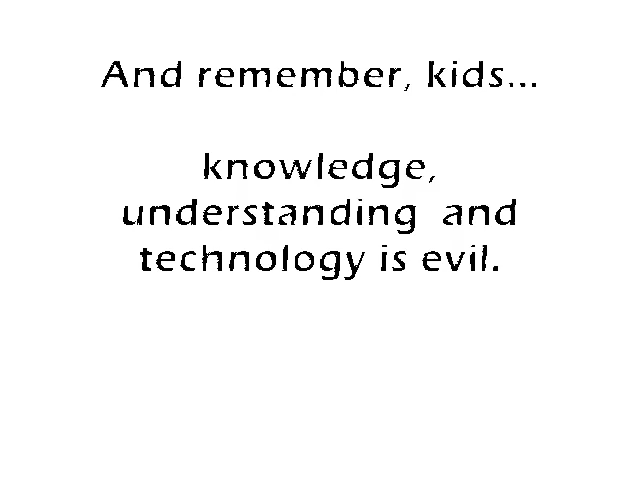 And remember, kids...
knowledge,
understanding and
technology is evil.